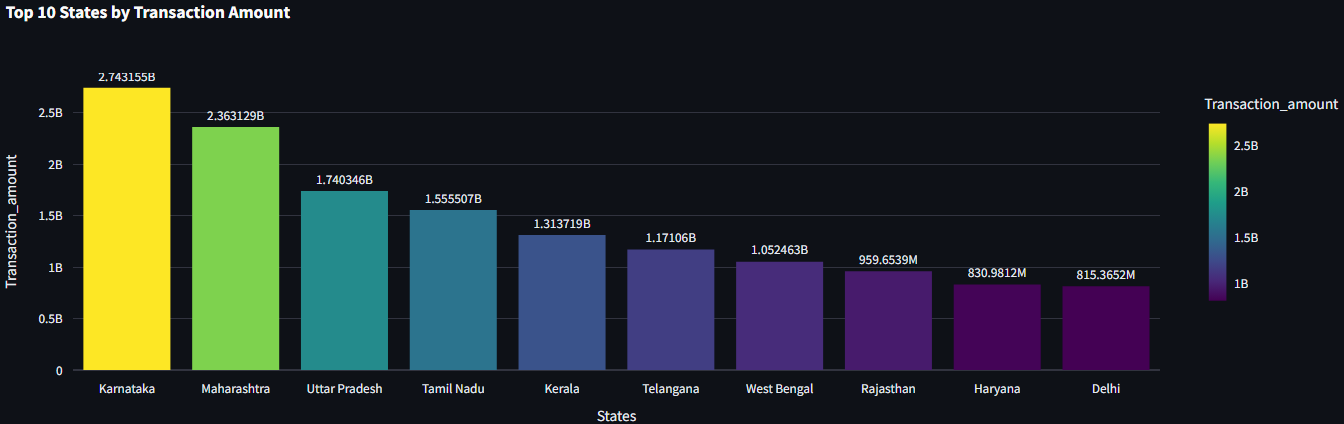 Top 10 States by Transaction Amount
Transaction_amount
2.5B
2B
1.5B
1B
0.5B
0
2.743155B
2.363129B
1.740346B
1.555507B
1.313719B
1.17106B
1.052463B
959.6539M
830.9812M
815.3652M
Karnataka
Maharashtra
Uttar Pradesh
Tamil Nadu
Kerala
Telangana
West Bengal
Rajasthan
Haryana
Delhi
States
Transaction_amount
2.5B
2B
1.5B
1B